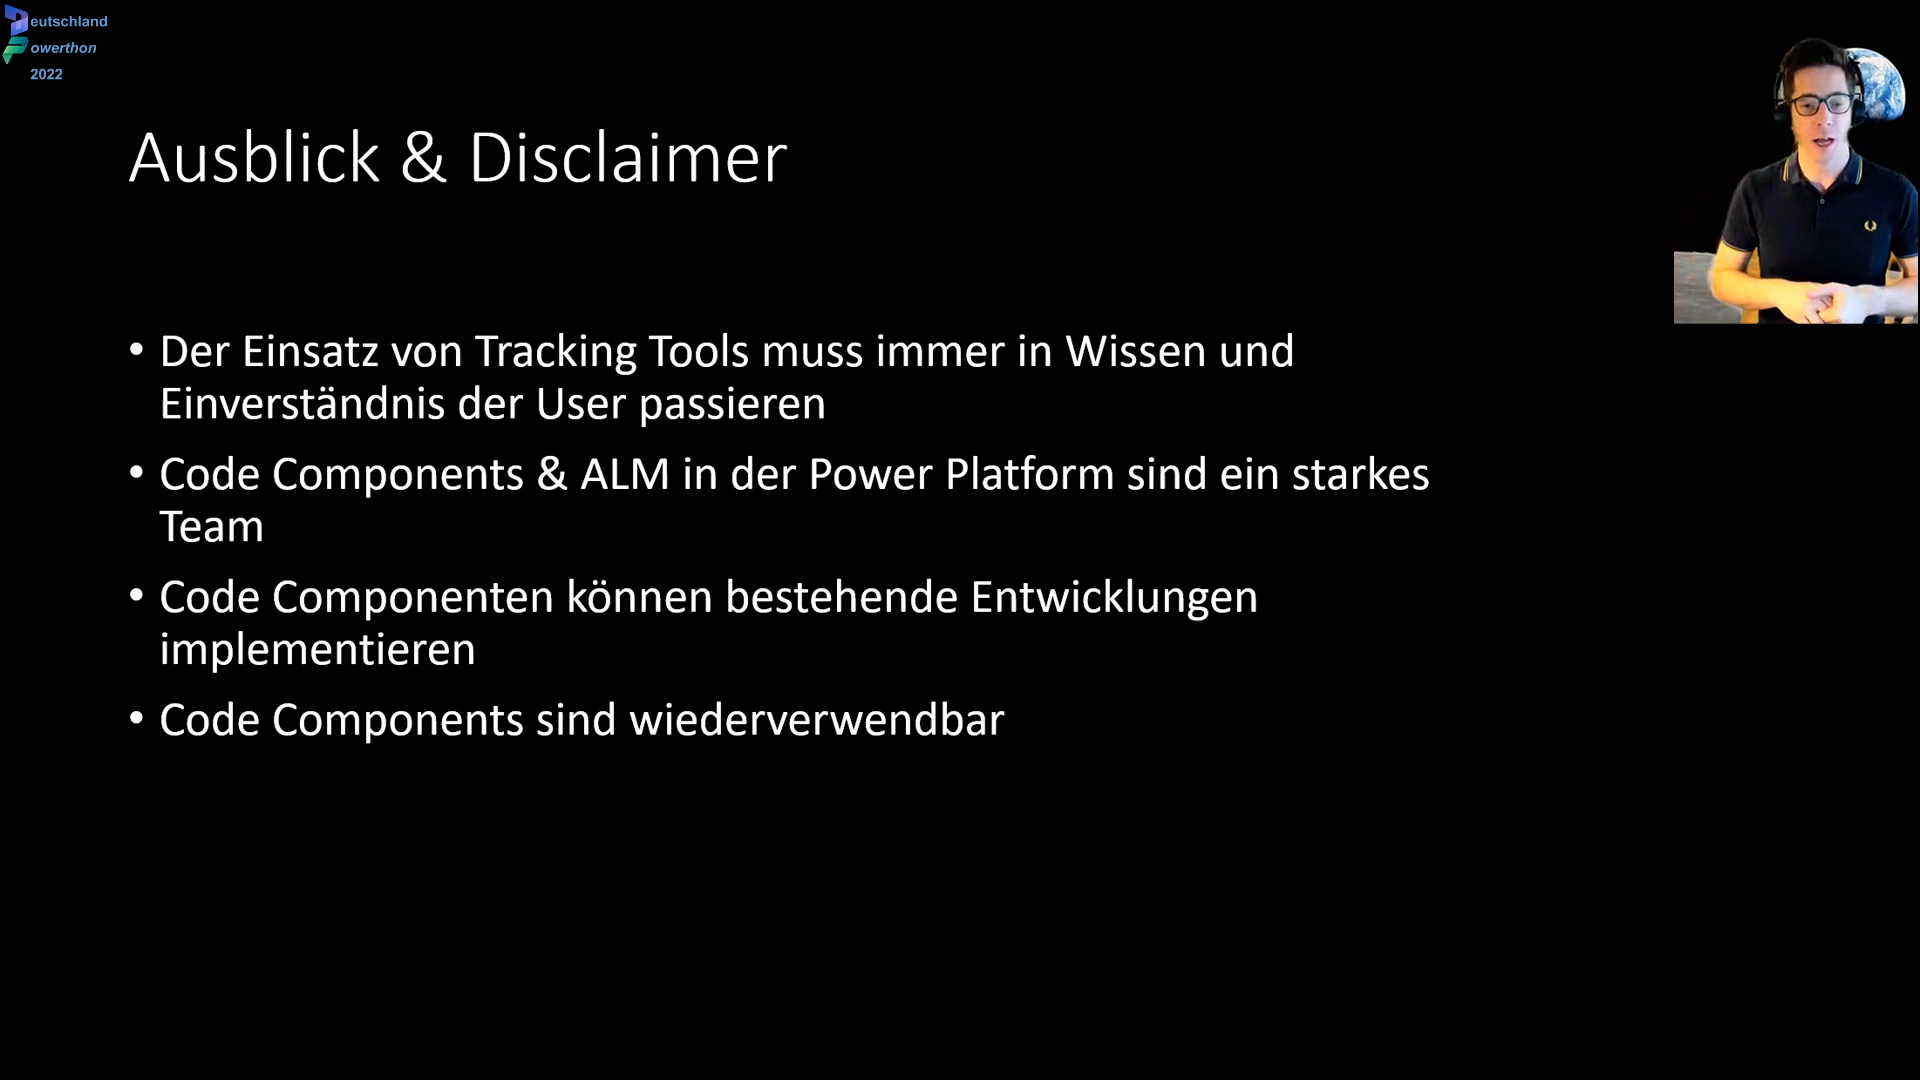 Deutschland
Powerthon
2022
Ausblick & Disclaimer
• Der Einsatz von Tracking Tools muss immer in Wissen und
Einverständnis der User passieren
• Code Components & ALM in der Power Platform sind ein starkes
Team
• Code Componenten können bestehende Entwicklungen
implementieren
• Code Components sind wiederverwendbar